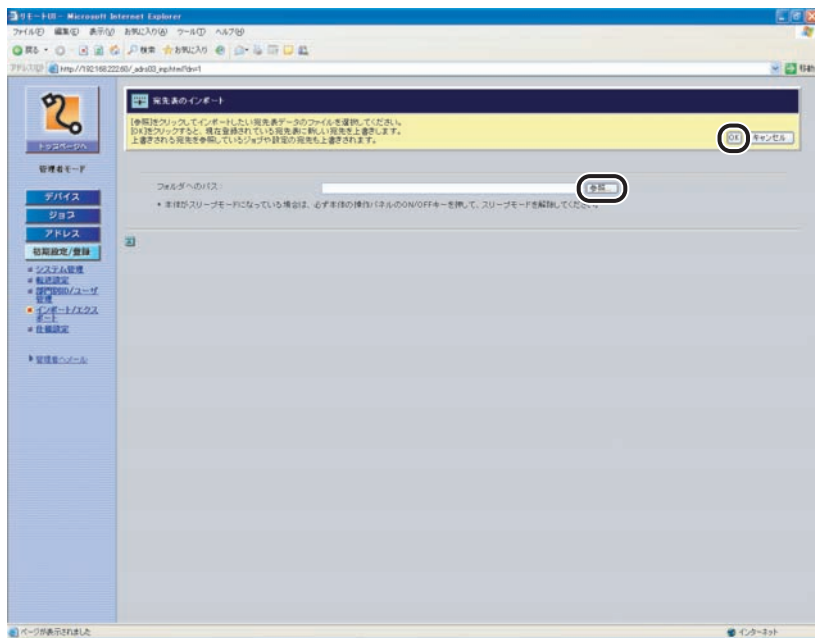 リモートUI - Microsoft Internet Explorer
ファイル(F) 編集(E) 表示(V) お気に入り(A) ツール(T) ヘルプ(H)
戻る 検索 お気に入り
アドレス(D) 移動
宛先表のインポート
[参照]をクリックしてインポートしたい宛先表データのファイルを選択してください。
[OK]をクリックすると、現在登録されている宛先表に新しい宛先を上書きします。
上書きされる宛先を参照しているジョブや設定の宛先も上書きされます。
OK キャンセル
トップページへ
管理者モード
デバイス
ジョブ
アドレス
初期設定/登録
システム管理
転送設定
部門別ID/ユーザ
管理
インポート/エクス
ポート
仕様設定
管理者へメール
フォルダへのパス:
参照...
• 本体がスリープモードになっている場合は、必ず本体の操作パネルのON/OFFキーを押して、スリープモードを解除してください。
ページが表示されました
インターネット